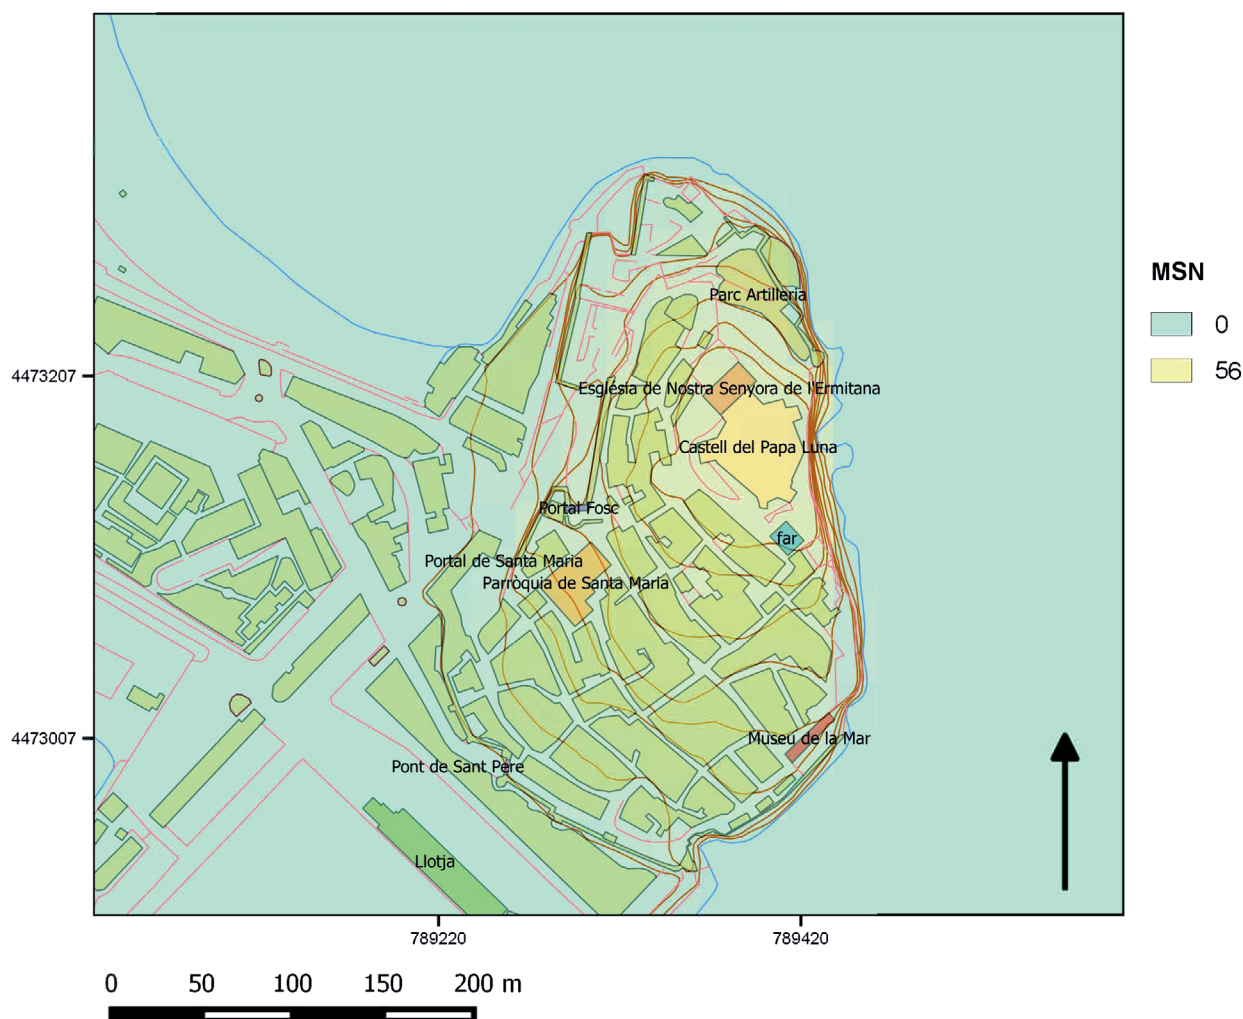 MSN
0
56
Parc Artilleria
4473207
Església de Nostra Senyora de l'Ermitana
Castell del Papa Luna
Portal Fosc
far
Portal de Santa Maria
Parròquia de Santa Maria
4473007
Museu de la Mar
Pont de Sant Pere
Llotja
789220
789420
0 50 100 150 200 m